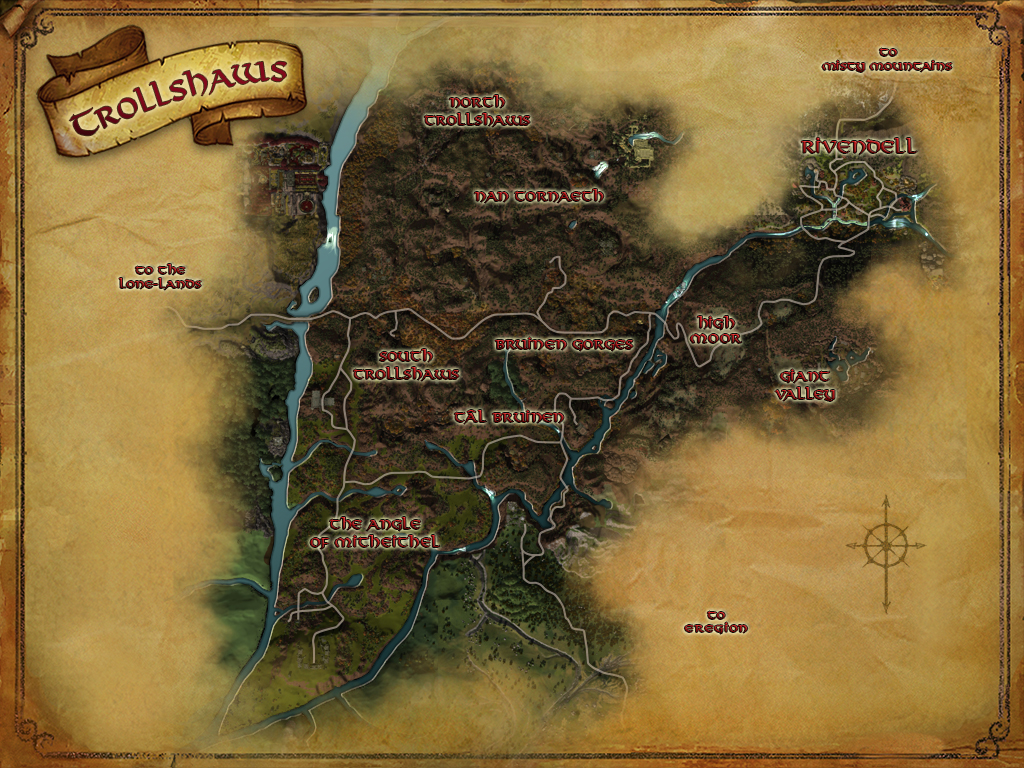 TROLLSHAWS
TO
MISTY MOUNTAINS
NORTH
TROLLSHAWS
RIVENDELL
NAN TORNAETH
TO THE
LONE-LANDS
HIGH
MOOR
BRUINEN GORGES
SOUTH
TROLLSHAWS
GIANT
VALLEY
TÂL BRUINEN
THE ANGLE
OF MITHEITHEL
TO
EREGION